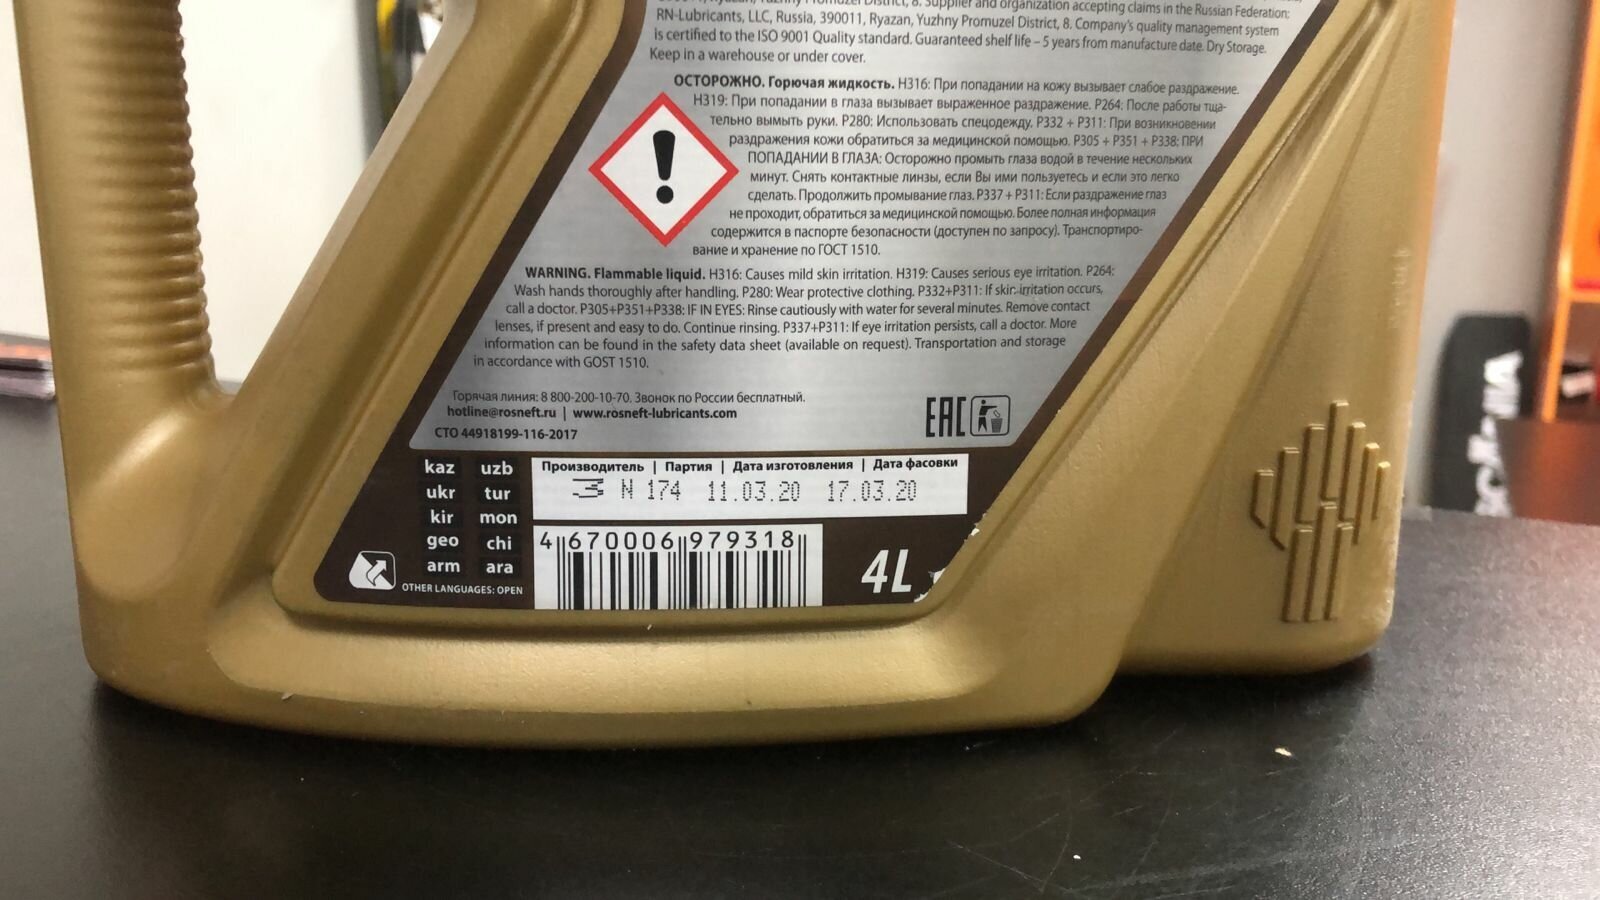 Yuzhny Promuzel District, 8. Supplier and organization accepting claims in the Russian Federation:
RN-Lubricants, LLC, Russia, 390011, Ryazan, Yuzhny Promuzel District, 8. Company's quality management system
is certified to the ISO 9001 Quality standard. Guaranteed shelf life – 5 years from manufacture date. Dry Storage.
Keep in a warehouse or under cover.
ОСТОРОЖНО. Горючая жидкость. H316: При попадании на кожу вызывает слабое раздражение.
H319: При попадании в глаза вызывает выраженное раздражение. P264: После работы тща-
тельно вымыть руки. P280: Использовать спецодежду. P332 + P311: При возникновении
раздражения кожи обратиться за медицинской помощью. P305 + P351 + P338: ПРИ
ПОПАДАНИИ В ГЛАЗА: Осторожно промыть глаза водой в течение нескольких
минут. Снять контактные линзы, если Вы ими пользуетесь и если это легко
сделать. Продолжить промывание глаз. P337 + P311: Если раздражение глаз
не проходит, обратиться за медицинской помощью. Более полная информация
содержится в паспорте безопасности (доступен по запросу). Транспортиро-
вание и хранение по ГОСТ 1510.
WARNING. Flammable liquid. H316: Causes mild skin irritation. H319: Causes serious eye irritation. P264:
Wash hands thoroughly after handling. P280: Wear protective clothing. P332+P311: If skin irritation occurs,
call a doctor. P305+P351+P338: IF IN EYES: Rinse cautiously with water for several minutes. Remove contact
lenses, if present and easy to do. Continue rinsing. P337+P311: If eye irritation persists, call a doctor. More
information can be found in the safety data sheet (available on request). Transportation and storage
in accordance with GOST 1510.
Горячая линия: 8 800-200-10-70. Звонок по России бесплатный.
hotline@rosneft.ru | www.rosneft-lubricants.com
СТО 44918199-116-2017
EAC
kaz uzb
ukr tur
kir mon
geo chi
arm ara
OTHER LANGUAGES: OPEN
Производитель | Партия | Дата изготовления | Дата фасовки
З N 174 11.03.20 17.03.20
4 670006 979318
4L